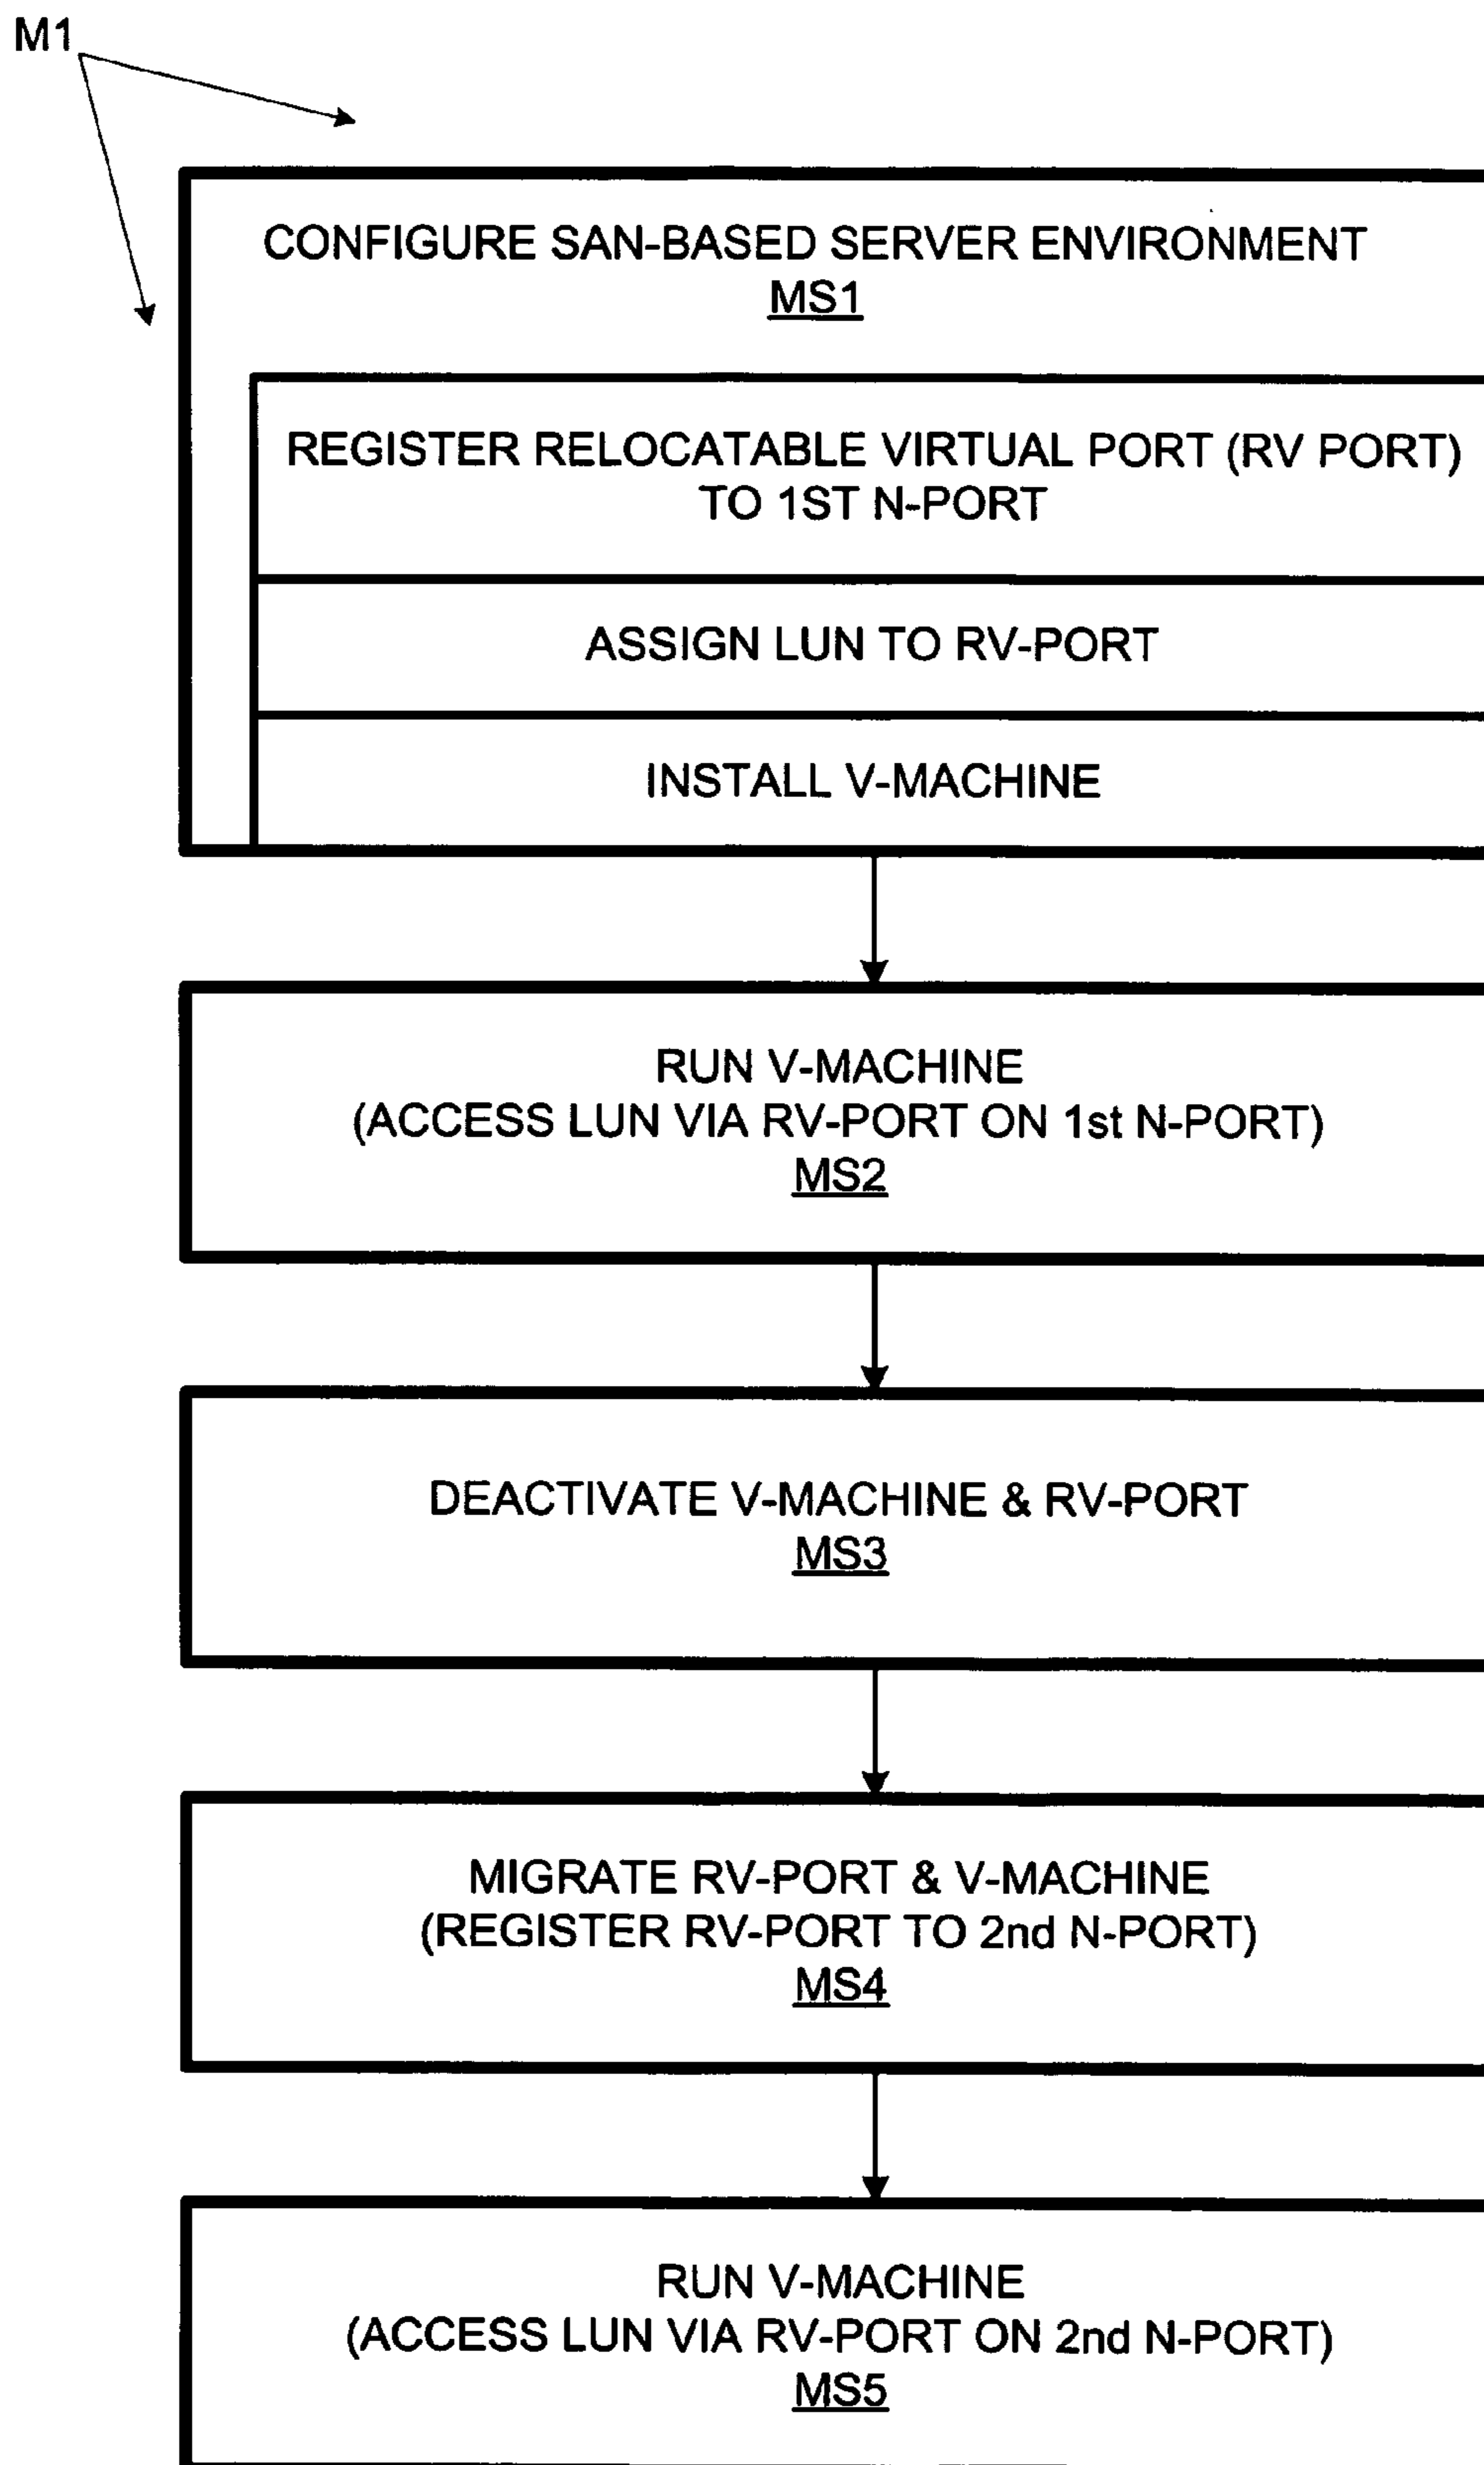 M1
CONFIGURE SAN-BASED SERVER ENVIRONMENT
MS1
REGISTER RELOCATABLE VIRTUAL PORT (RV PORT)
TO 1ST N-PORT
ASSIGN LUN TO RV-PORT
INSTALL V-MACHINE
RUN V-MACHINE
(ACCESS LUN VIA RV-PORT ON 1st N-PORT)
MS2
DEACTIVATE V-MACHINE & RV-PORT
MS3
MIGRATE RV-PORT & V-MACHINE
(REGISTER RV-PORT TO 2nd N-PORT)
MS4
RUN V-MACHINE
(ACCESS LUN VIA RV-PORT ON 2nd N-PORT)
MS5